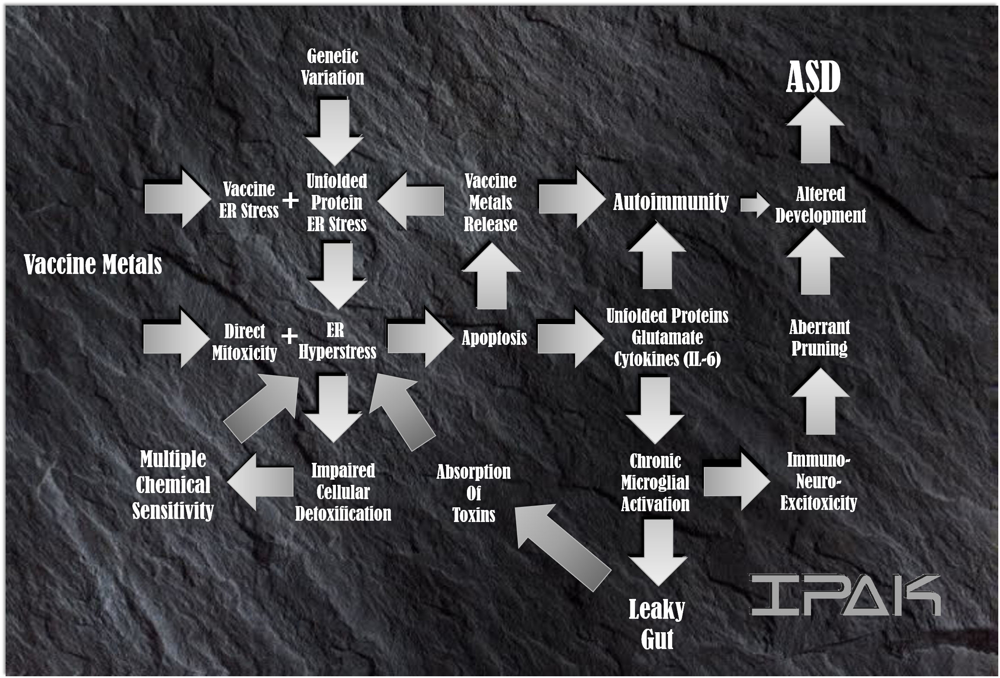 Genetic
Variation
ASD
Vaccine
ER Stress
+
Unfolded
Protein
ER Stress
Vaccine
Metals
Release
Autoimmunity
Altered
Development
Vaccine Metals
Direct
Mitoxicity
+
ER
Hyperstress
Apoptosis
Unfolded Proteins
Glutamate
Cytokines (IL-6)
Aberrant
Pruning
Multiple
Chemical
Sensitivity
Impaired
Cellular
Detoxification
Absorption
Of
Toxins
Chronic
Microglial
Activation
Immuno-
Neuro-
Excitoxicity
Leaky
Gut
IPAK